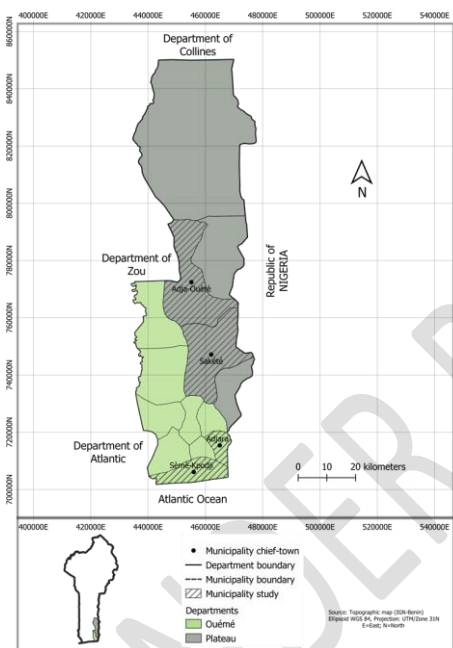 400000E 420000E 440000E 460000E 480000E 500000E 520000E 540000E
Department of
Collines
860000N
840000N
820000N
800000N
780000N
760000N
740000N
720000N
700000N
N
Department of
Zou
Republic of
NIGERIA
Adja-Ouèrè
Sakété
Department of
Atlantic
Adjarra
Sèmè-Kpodji
0 10 20 kilometers
Atlantic Ocean
400000E 420000E 440000E 460000E 480000E 500000E 520000E 540000E
Municipality chief-town
Department boundary
Municipality boundary
Municipality study
Departments
Ouémé
Plateau
Source: Topographic map (IGN-Benin)
Ellipsoid WGS 84, Projection: UTM/Zone 31N
E=East; N=North